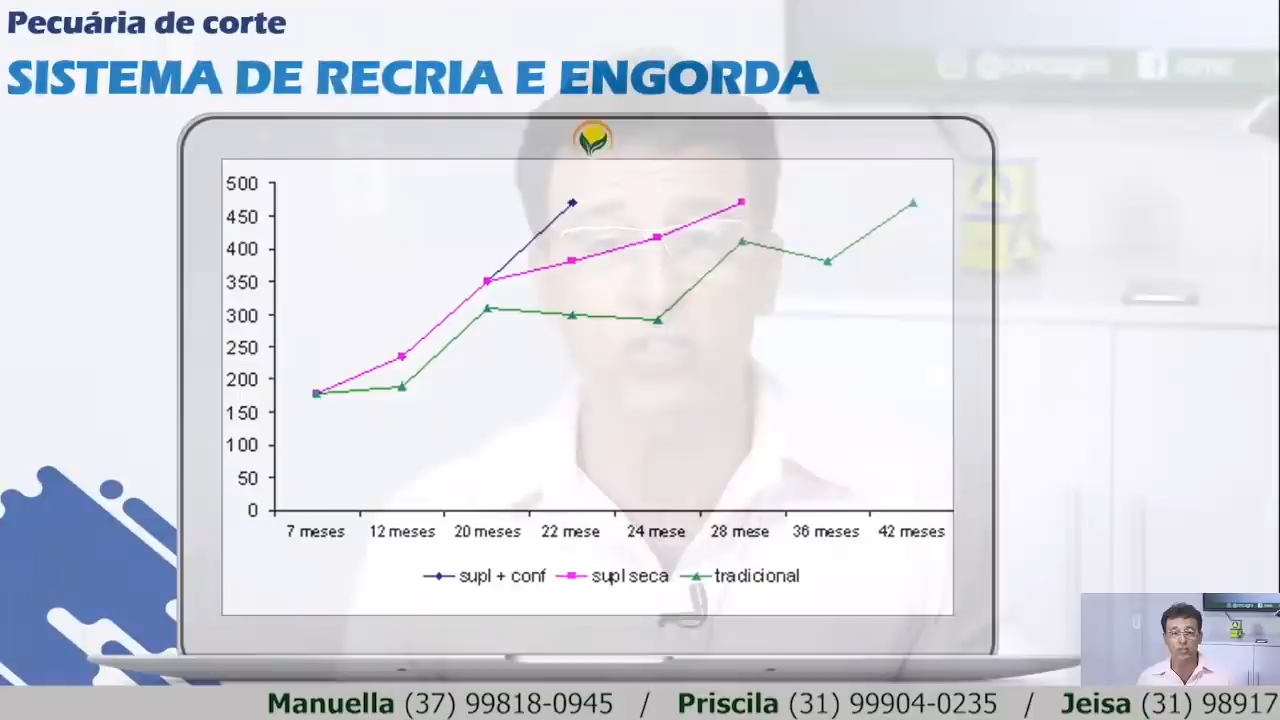 Pecuária de corte
SISTEMA DE RECRIA E ENGORDA
500
450
400
350
300
250
200
150
100
50
0
7 meses 12 meses 20 meses 22 mese 24 mese 28 mese 36 meses 42 meses
supl + conf supl seca tradicional
Manuella (37) 99818-0945 / Priscila (31) 99904-0235 / Jeisa (31) 98917